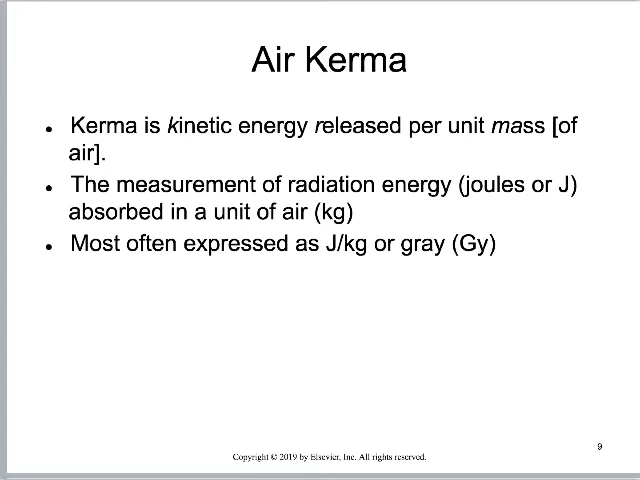 Air Kerma
• Kerma is kinetic energy released per unit mass [of
air].
• The measurement of radiation energy (joules or J)
absorbed in a unit of air (kg)
• Most often expressed as J/kg or gray (Gy)
9
Copyright © 2019 by Elsevier, Inc. All rights reserved.